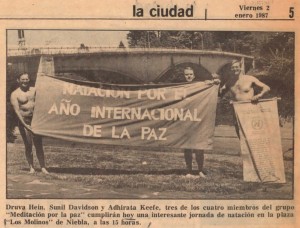 la ciudad
Viernes 2
enero 1987
5
NATACION POR EL
AÑO INTERNACIONAL
DE LA PAZ
Druva Hein, Susil Davidson y Adhirata Keefe, tres de los cuatro miembros del grupo
"Meditación por la paz" cumplirán hoy una interesante jornada de natación en la plaza
"Los Molinos" de Niebla, a las 15 horas.